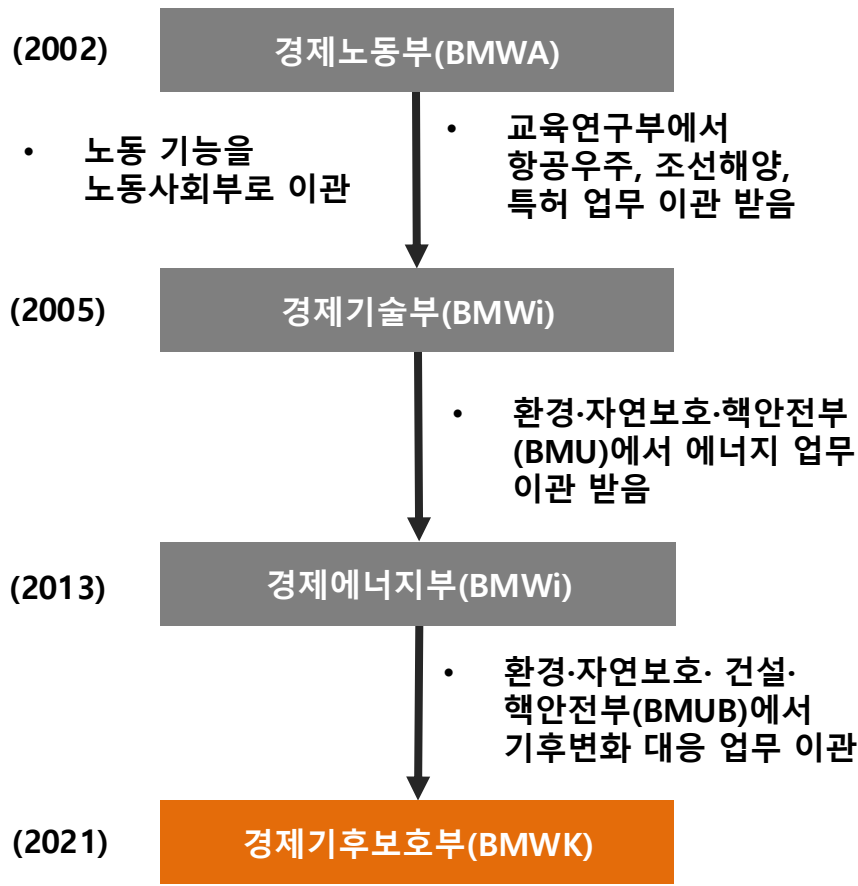 (2002)
경제노동부(BMWA)
• 노동 기능을
노동사회부로 이관
• 교육연구부에서
항공우주, 조선해양,
특허 업무 이관 받음
(2005)
경제기술부(BMWi)
• 환경·자연보호·핵안전부
(BMU)에서 에너지 업무
이관 받음
(2013)
경제에너지부(BMWi)
• 환경·자연보호· 건설·
핵안전부(BMUB)에서
기후변화 대응 업무 이관
(2021)
경제기후보호부(BMWK)